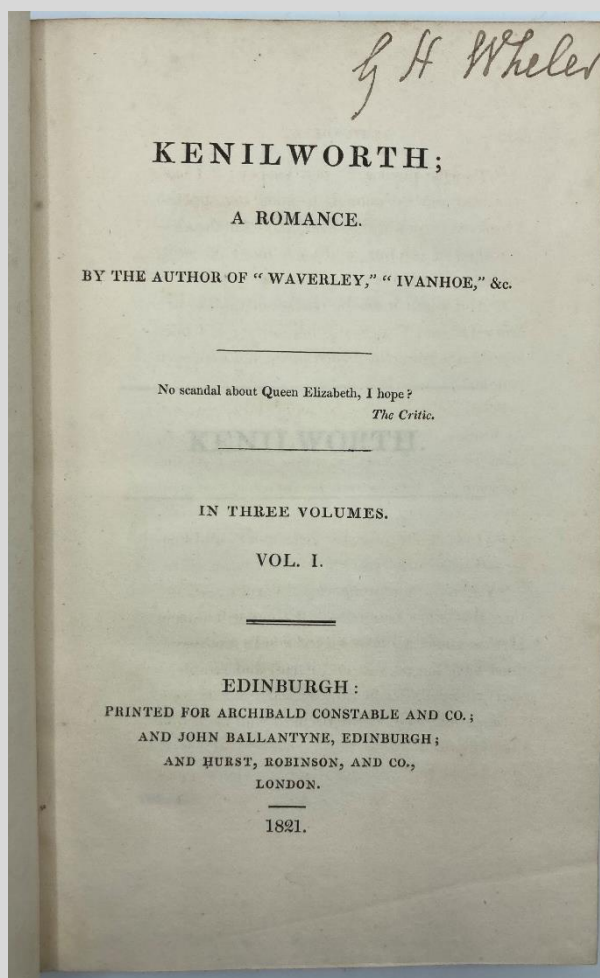 G H Wheler
KENILWORTH;
A ROMANCE.
BY THE AUTHOR OF “ WAVERLEY,” “ IVANHOE,” &c.
No scandal about Queen Elizabeth, I hope?
The Critic.
KENILWORTH.
IN THREE VOLUMES.
VOL. I.
EDINBURGH:
PRINTED FOR ARCHIBALD CONSTABLE AND CO.;
AND JOHN BALLANTYNE, EDINBURGH;
AND HURST, ROBINSON, AND CO.,
LONDON.
1821.